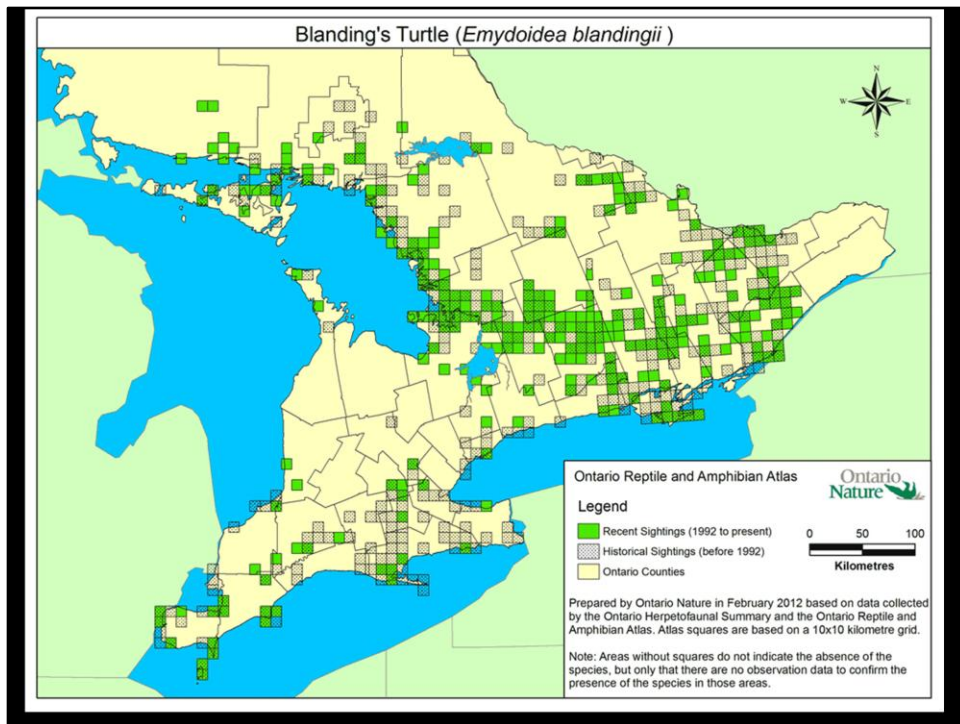 Blanding's Turtle (Emydoidea blandingii )
N
W E
S
Ontario Reptile and Amphibian Atlas
Ontario
Nature
Legend
Recent Sightings (1992 to present)
Historical Sightings (before 1992)
Ontario Counties
0 50 100
Kilometres
Prepared by Ontario Nature in February 2012 based on data collected
by the Ontario Herpetofaunal Summary and the Ontario Reptile and
Amphibian Atlas. Atlas squares are based on a 10x10 kilometre grid.
Note: Areas without squares do not indicate the absence of the
species, but only that there are no observation data to confirm the
presence of the species in those areas.